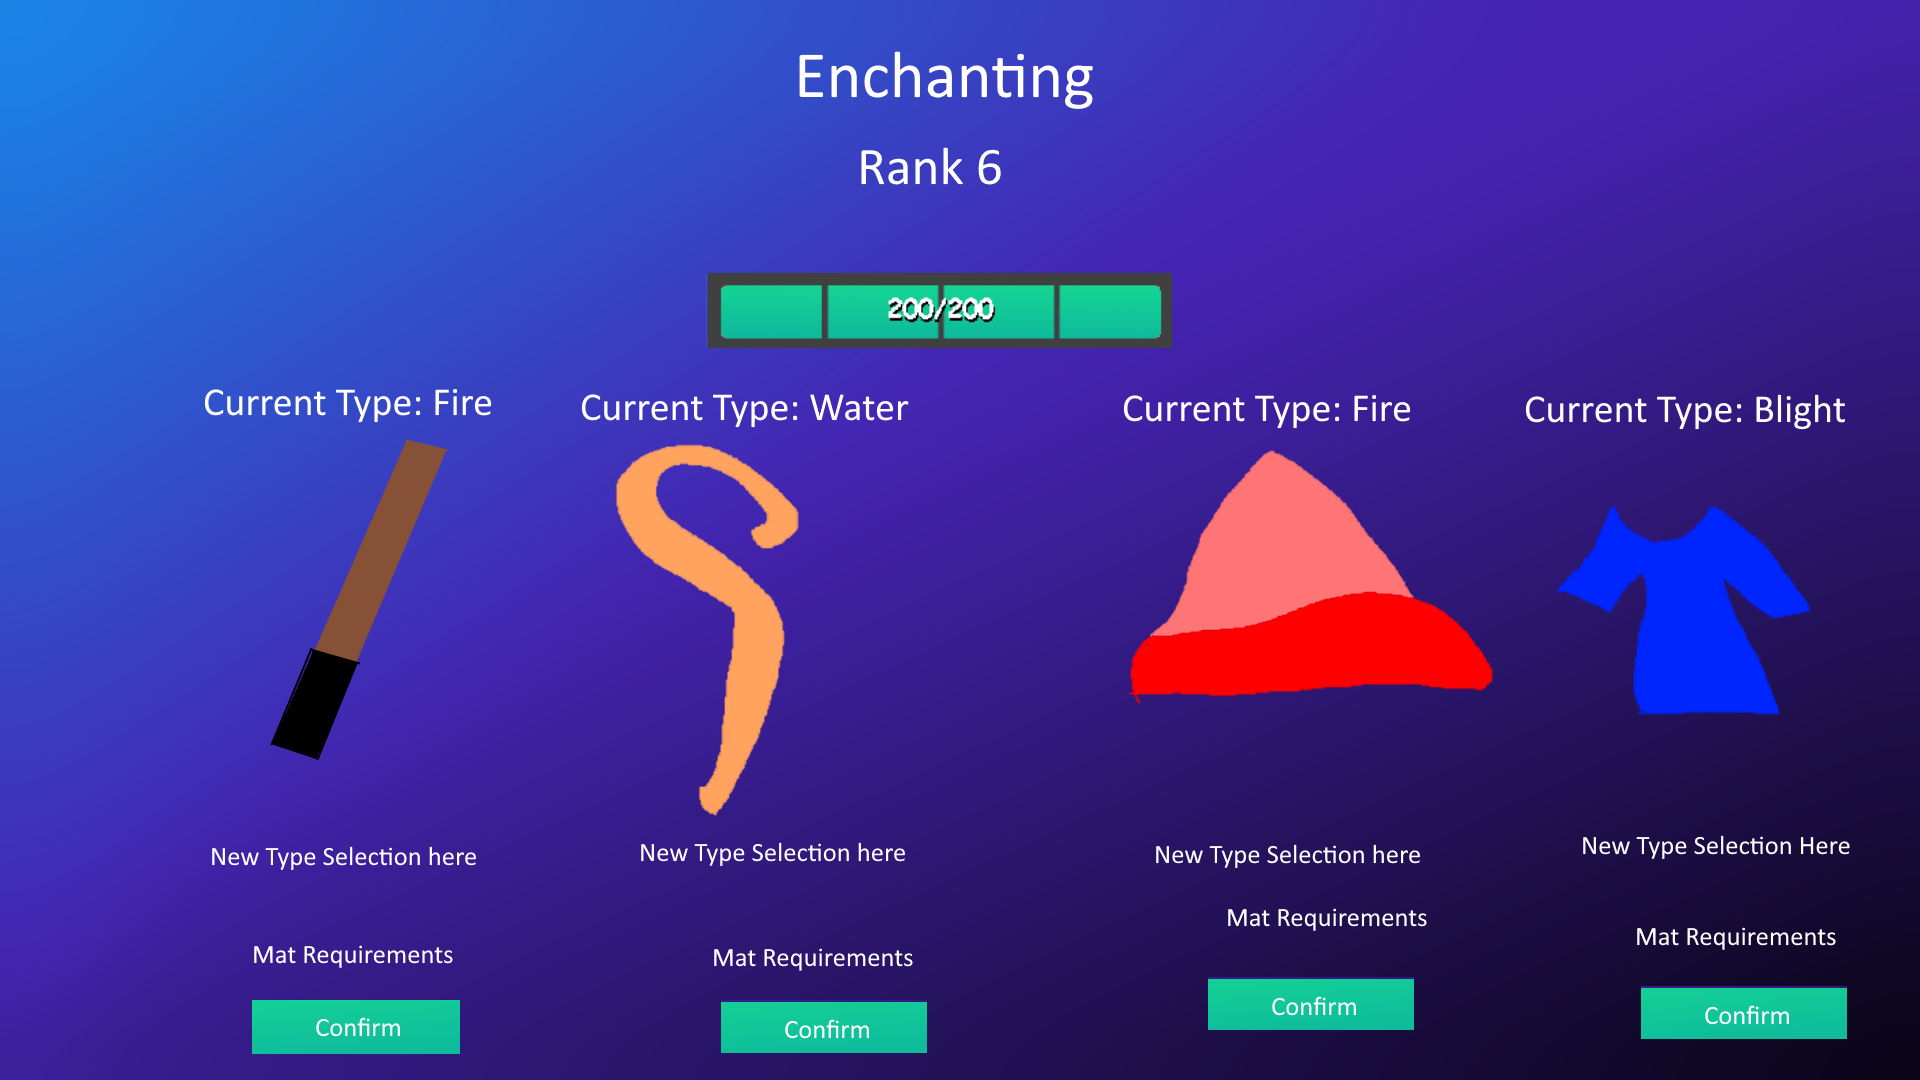 Enchanting
Rank 6
200/200
Current Type: Fire
Current Type: Water
Current Type: Fire
Current Type: Blight
New Type Selection here
New Type Selection here
New Type Selection here
New Type Selection Here
Mat Requirements
Mat Requirements
Mat Requirements
Mat Requirements
Confirm
Confirm
Confirm
Confirm